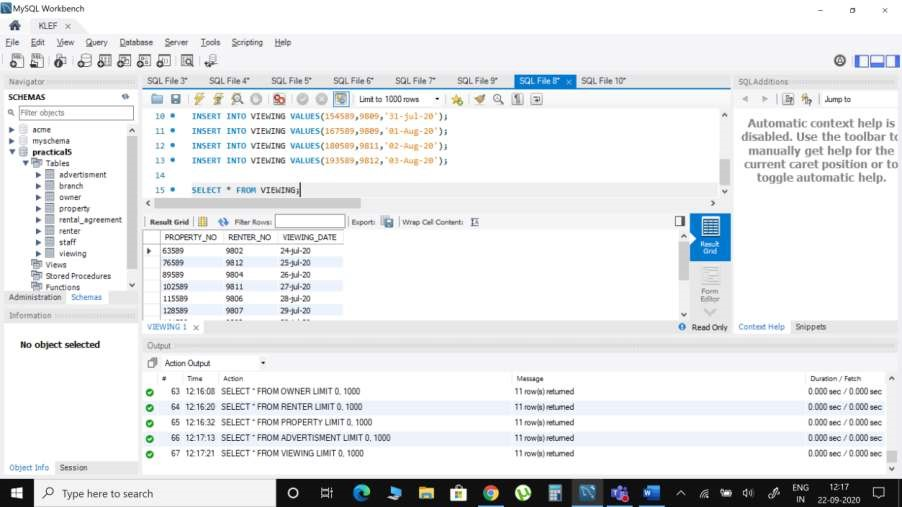 MySQL Workbench
KLEF
File Edit View Query Database Server Tools Scripting Help
Navigator
SCHEMAS
Filter objects
acme
myschema
practical5
Tables
advertisment
branch
owner
property
rental_agreement
renter
staff
viewing
Views
Stored Procedures
Functions
Administration Schemas
Information
No object selected
Object Info Session
SQL File 3* SQL File 4* SQL File 5* SQL File 6* SQL File 7* SQL File 9* SQL File 8* SQL File 10*
Limit to 1000 rows
10 INSERT INTO VIEWING VALUES(154589,9809,'31-jul-20');
11 INSERT INTO VIEWING VALUES(167589,9809,'01-Aug-20');
12 INSERT INTO VIEWING VALUES(180589,9811,'02-Aug-20');
13 INSERT INTO VIEWING VALUES(193589,9812,'03-Aug-20');
14
15 SELECT * FROM VIEWING;
Result Grid Filter Rows: Export: Wrap Cell Content:
PROPERTY_NO RENTER_NO VIEWING_DATE
63589 9802 24-jul-20
76589 9812 25-jul-20
89589 9804 26-jul-20
102589 9811 27-jul-20
115589 9806 28-jul-20
128589 9807 29-jul-20
Result
Grid
Form
Editor
VIEWING 1 Read Only
SQLAdditions
Jump to
Automatic context help is
disabled. Use the toolbar to
manually get help for the
current caret position or to
toggle automatic help.
Context Help Snippets
Output
Action Output
# Time Action Message Duration / Fetch
63 12:16:08 SELECT * FROM OWNER LIMIT 0, 1000 11 row(s) returned 0.000 sec / 0.000 sec
64 12:16:20 SELECT * FROM RENTER LIMIT 0, 1000 11 row(s) returned 0.000 sec / 0.000 sec
65 12:16:32 SELECT * FROM PROPERTY LIMIT 0, 1000 11 row(s) returned 0.000 sec / 0.000 sec
66 12:17:13 SELECT * FROM ADVERTISMENT LIMIT 0, 1000 11 row(s) returned 0.000 sec / 0.000 sec
67 12:17:21 SELECT * FROM VIEWING LIMIT 0, 1000 11 row(s) returned 0.000 sec / 0.000 sec
Type here to search
ENG
IN
12:17
22-09-2020